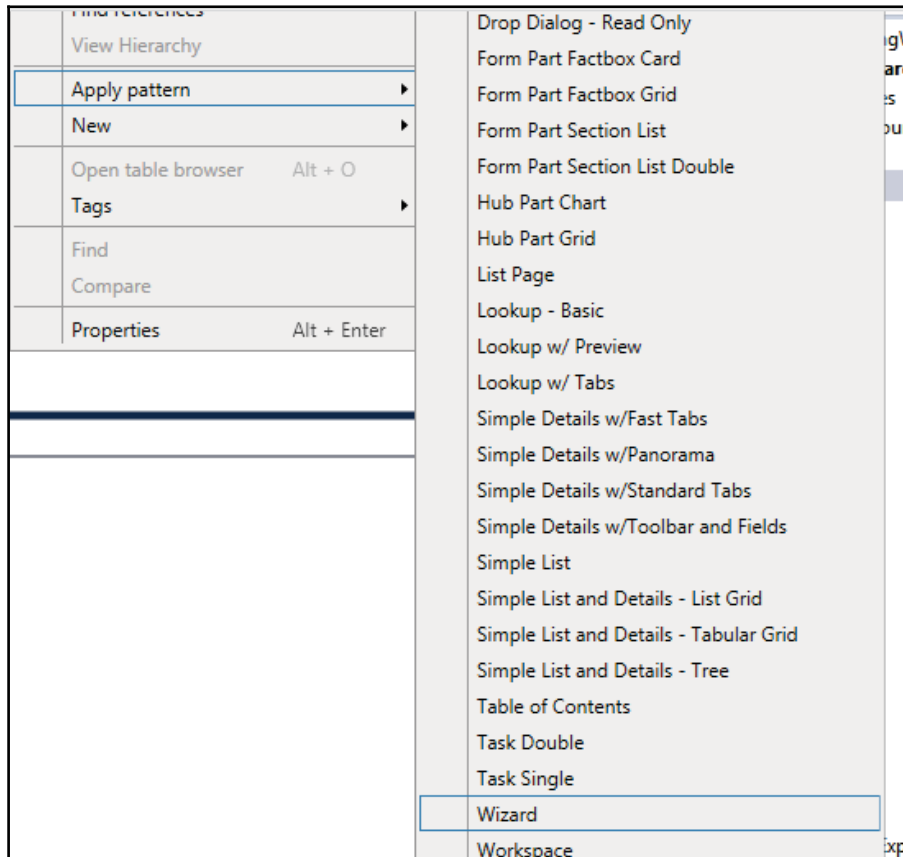 Find references
View Hierarchy
Apply pattern
New
Open table browser Alt + O
Tags
Find
Compare
Properties Alt + Enter
Drop Dialog - Read Only
Form Part Factbox Card
Form Part Factbox Grid
Form Part Section List
Form Part Section List Double
Hub Part Chart
Hub Part Grid
List Page
Lookup - Basic
Lookup w/ Preview
Lookup w/ Tabs
Simple Details w/Fast Tabs
Simple Details w/Panorama
Simple Details w/Standard Tabs
Simple Details w/Toolbar and Fields
Simple List
Simple List and Details - List Grid
Simple List and Details - Tabular Grid
Simple List and Details - Tree
Table of Contents
Task Double
Task Single
Wizard
Workspace